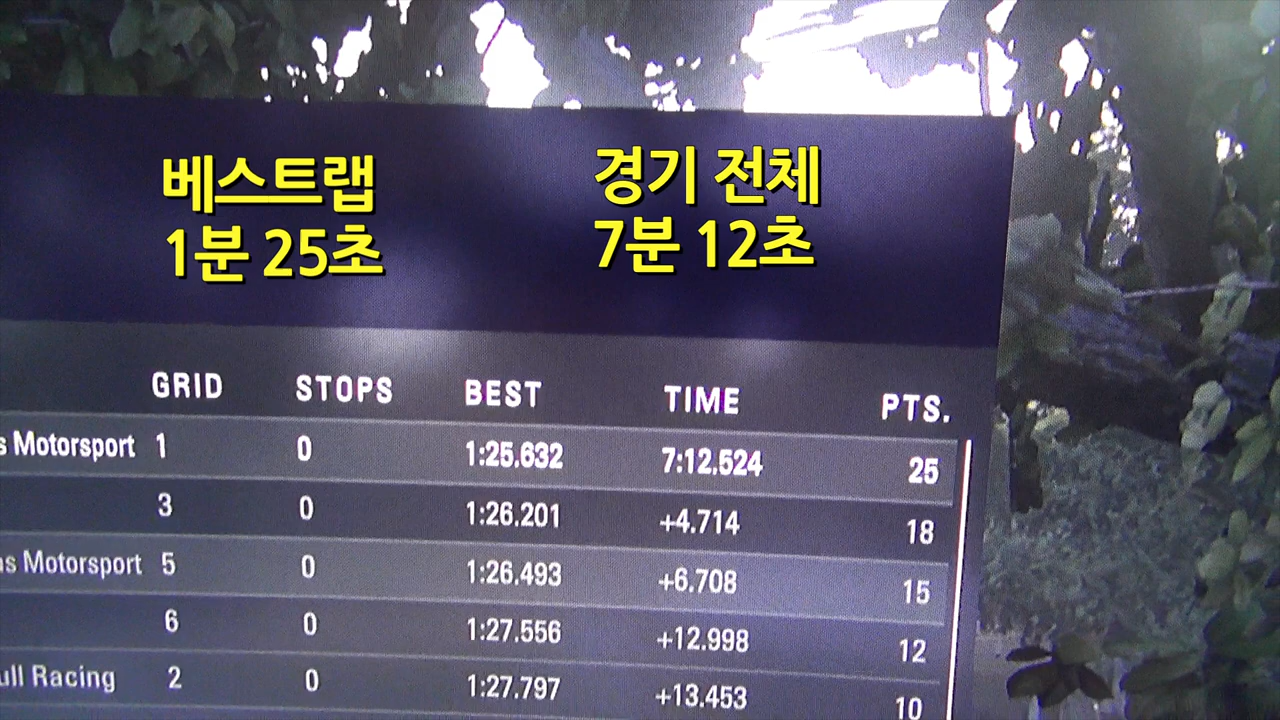 베스트랩
1분 25초
경기 전체
7분 12초
GRID STOPS BEST TIME PTS.
s Motorsport 1 0 1:25.632 7:12.524 25
3 0 1:26.201 +4.714 18
as Motorsport 5 0 1:26.493 +6.708 15
6 0 1:27.556 +12.998 12
ull Racing 2 0 1:27.797 +13.453 10